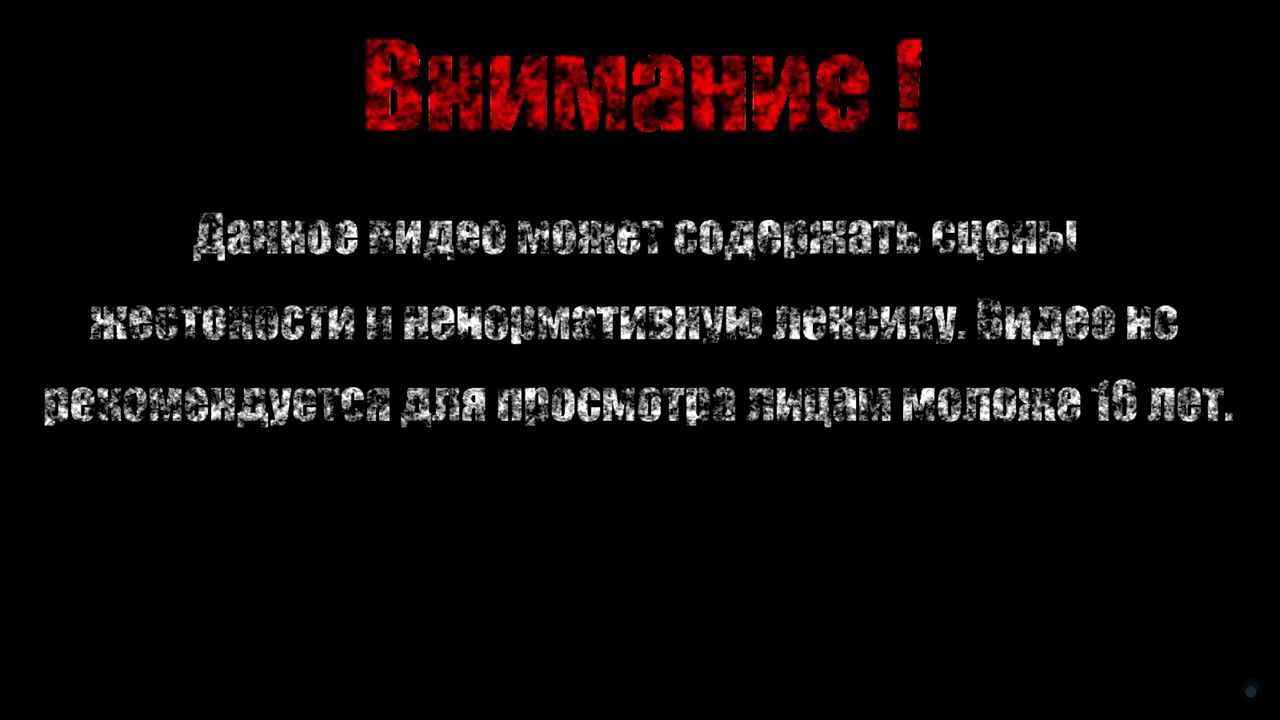 Внимание !
Данное видео может содержать сцены
жестокости и ненормативную лексику. Видео не
рекомендуется для просмотра лицам моложе 16 лет.